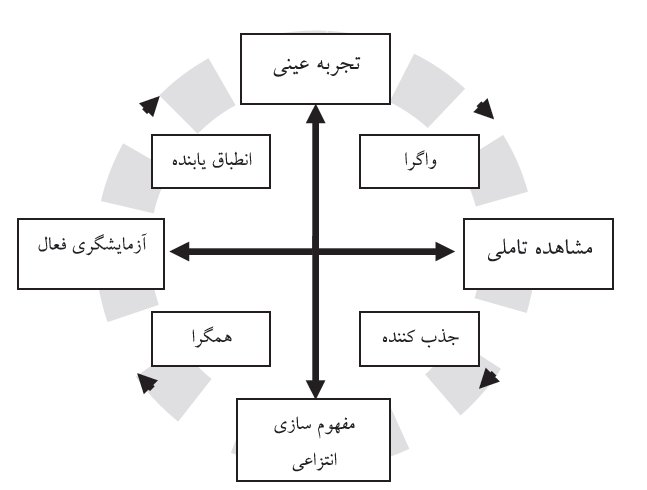 تجربه عینی
واگرا
انطباق یابنده
مشاهده تاملی
آزمایشگری فعال
جذب کننده
همگرا
مفهوم سازی
انتزاعی